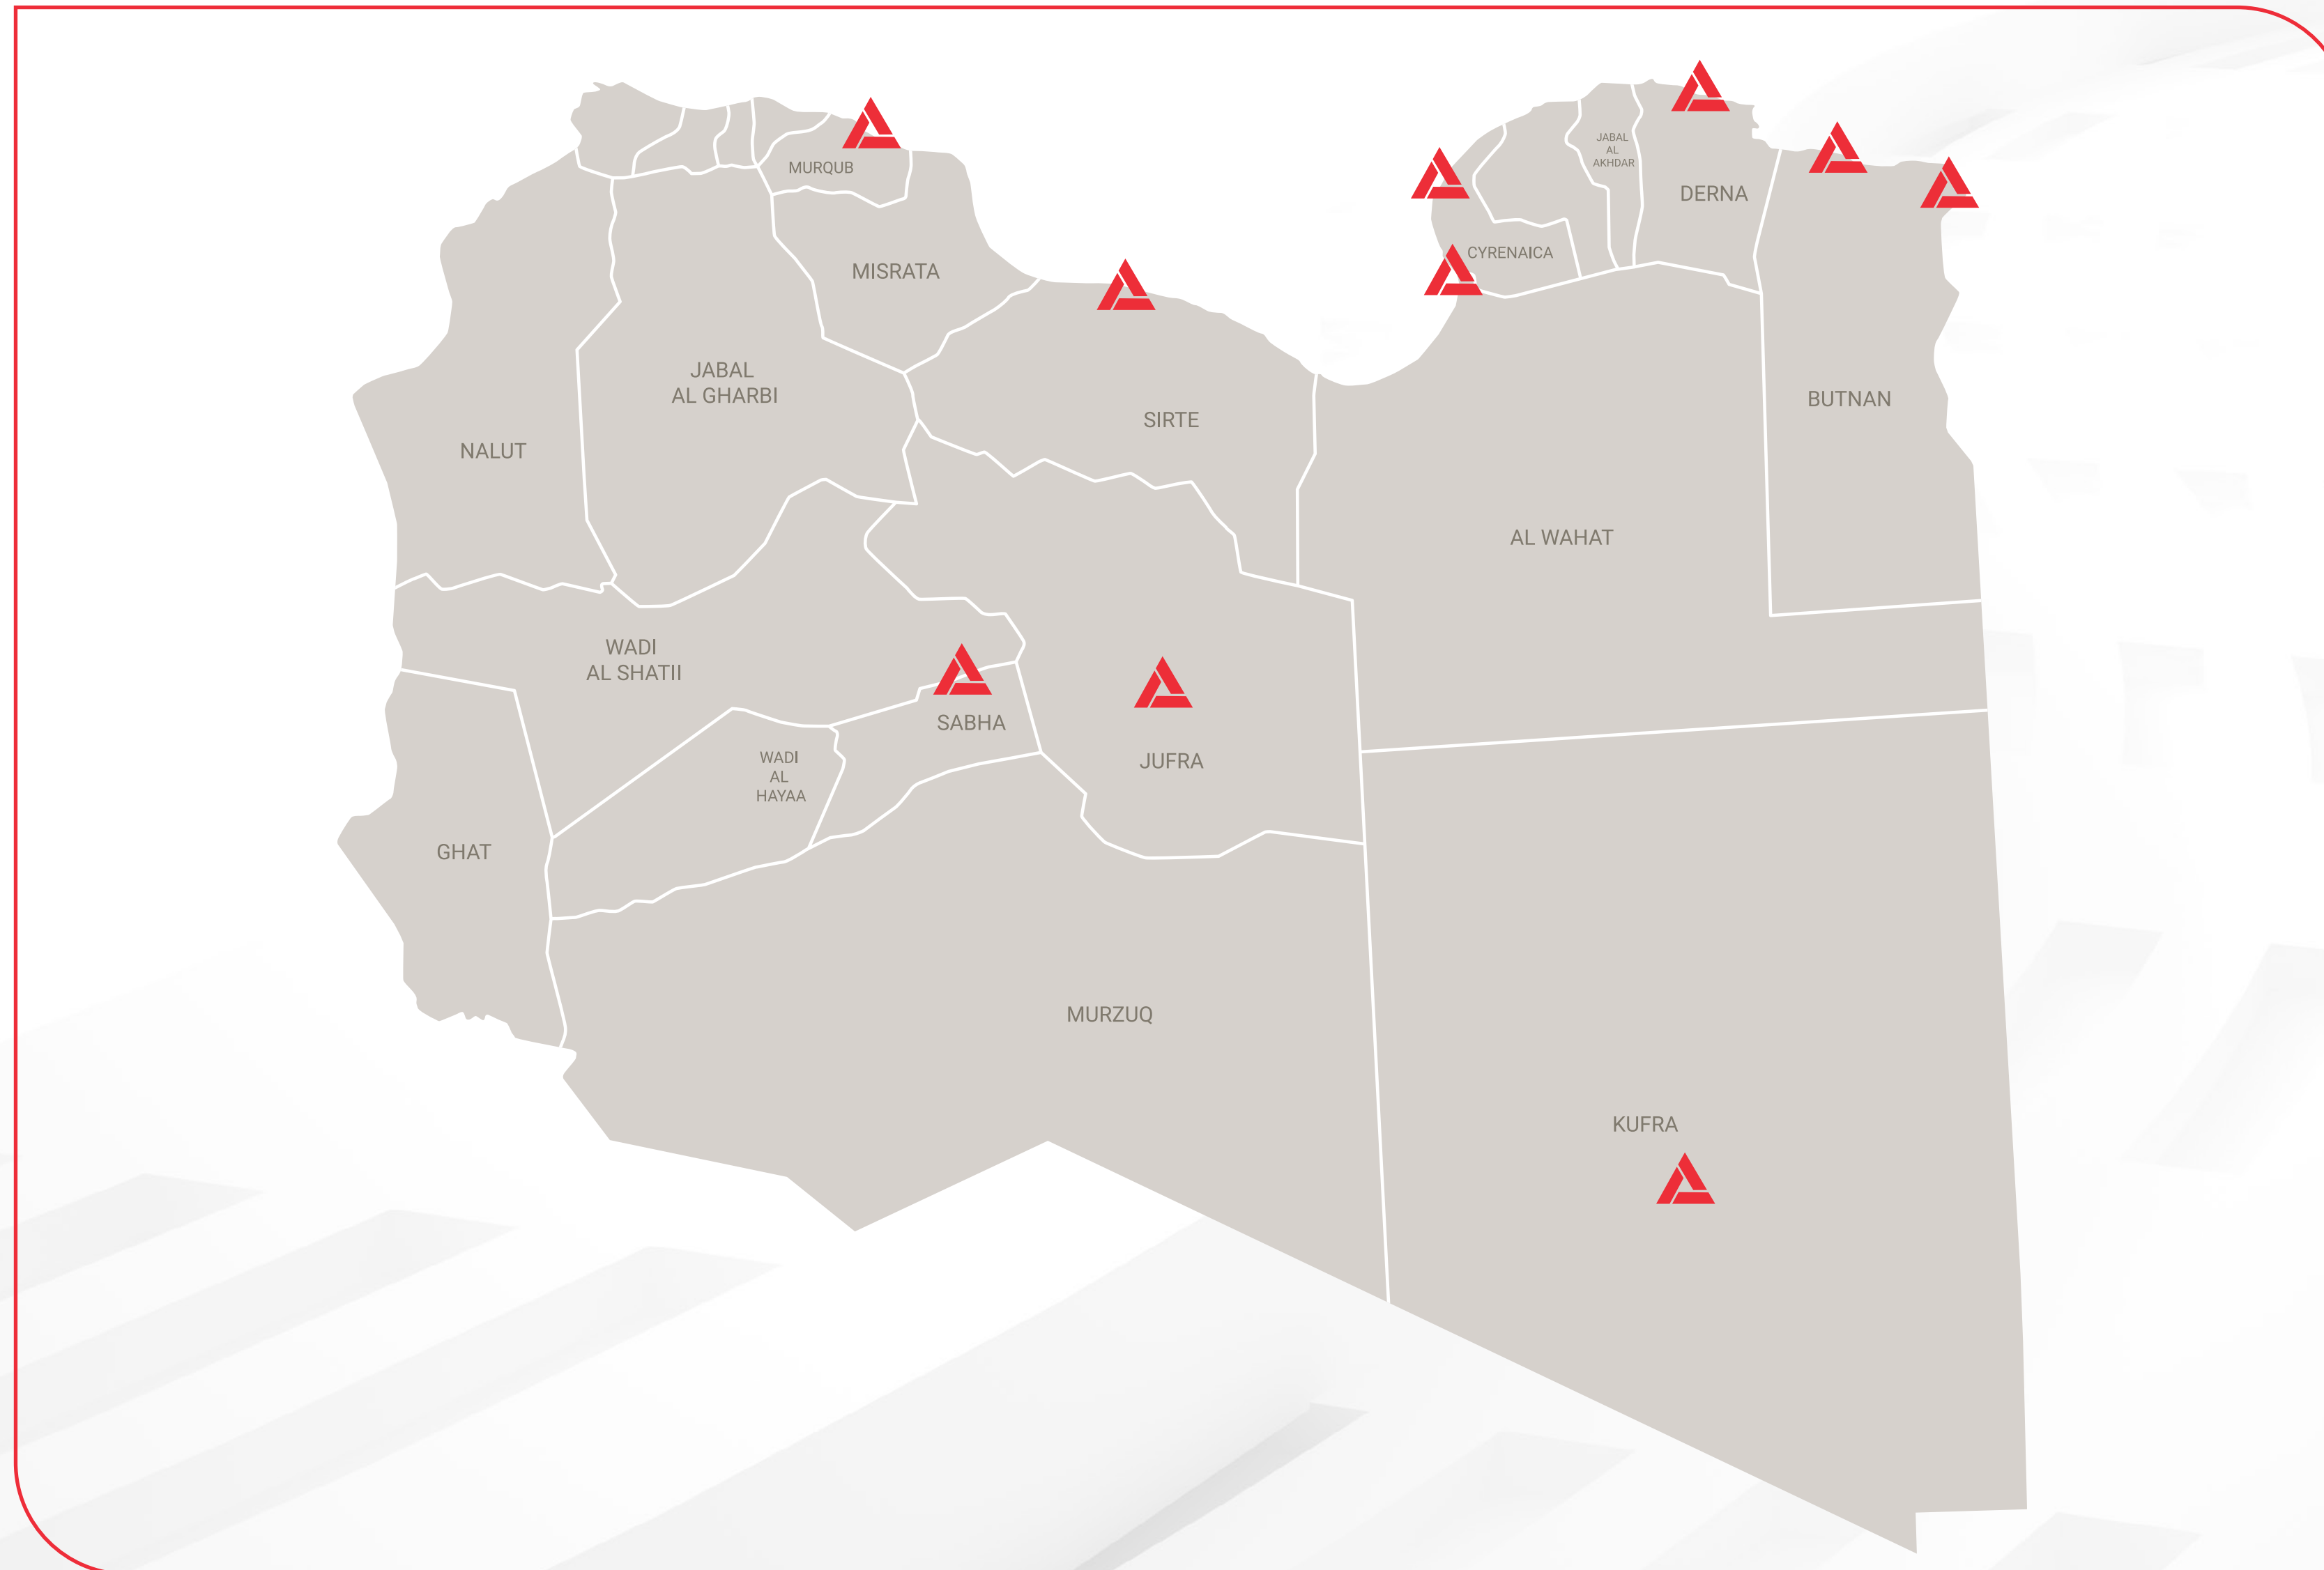 MURQUB
JABAL
AL
AKHDAR
DERNA
CYRENAICA
MISRATA
JABAL
AL GHARBI
BUTNAN
SIRTE
NALUT
AL WAHAT
WADI
AL SHATII
SABHA
JUFRA
WADI
AL
HAYAA
GHAT
MURZUQ
KUFRA